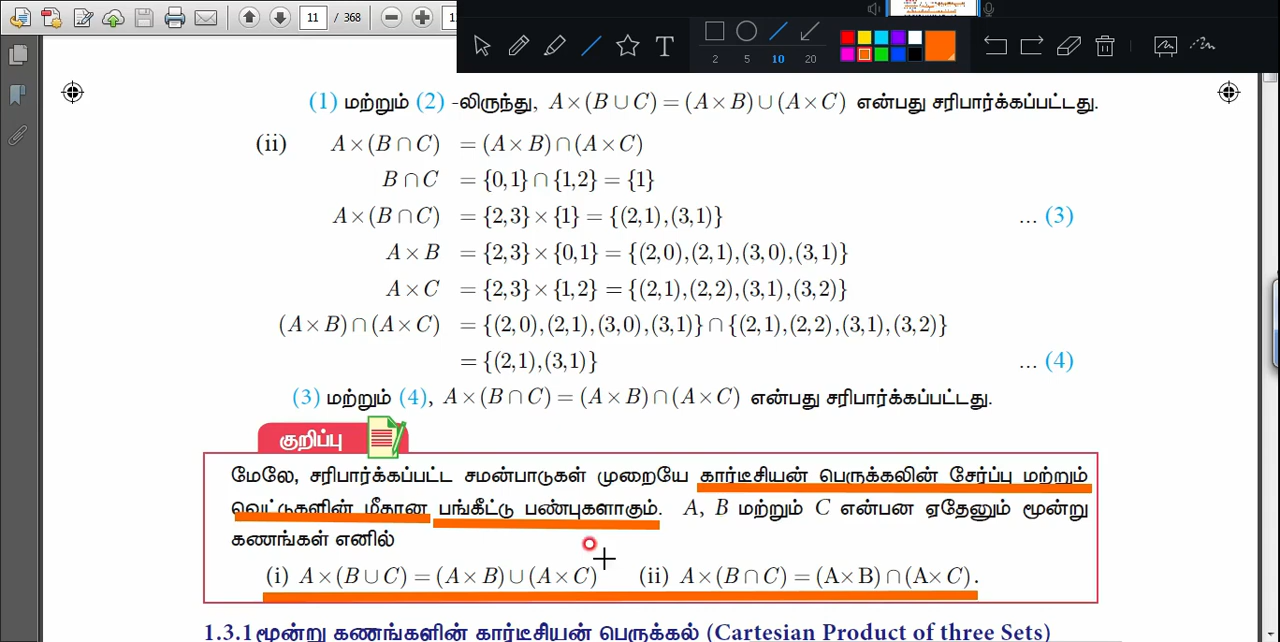 11 / 368
2 5 10 20
(1) மற்றும் (2) -லிருந்து, A×(B∪C) = (A×B)∪(A×C) என்பது சரிபார்க்கப்பட்டது.
(ii) A×(B∩C) = (A×B)∩(A×C)
B∩C = {0,1}∩{1,2} = {1}
A×(B∩C) = {2,3}×{1} = {(2,1),(3,1)} ... (3)
A×B = {2,3}×{0,1} = {(2,0),(2,1),(3,0),(3,1)}
A×C = {2,3}×{1,2} = {(2,1),(2,2),(3,1),(3,2)}
(A×B)∩(A×C) = {(2,0),(2,1),(3,0),(3,1)}∩{(2,1),(2,2),(3,1),(3,2)}
= {(2,1),(3,1)} ... (4)
(3) மற்றும் (4), A×(B∩C) = (A×B)∩(A×C) என்பது சரிபார்க்கப்பட்டது.
குறிப்பு
மேலே, சரிபார்க்கப்பட்ட சமன்பாடுகள் முறையே கார்டீசியன் பெருக்கலின் சேர்ப்பு மற்றும்
வெட்டுகளின் மீதான பங்கீட்டு பண்புகளாகும். A, B மற்றும் C என்பன ஏதேனும் மூன்று
கணங்கள் எனில்
(i) A×(B∪C) = (A×B)∪(A×C) (ii) A×(B∩C) = (A×B)∩(A×C).
1.3.1 மூன்று கணங்களின் கார்டீசியன் பெருக்கல் (Cartesian Product of three Sets)